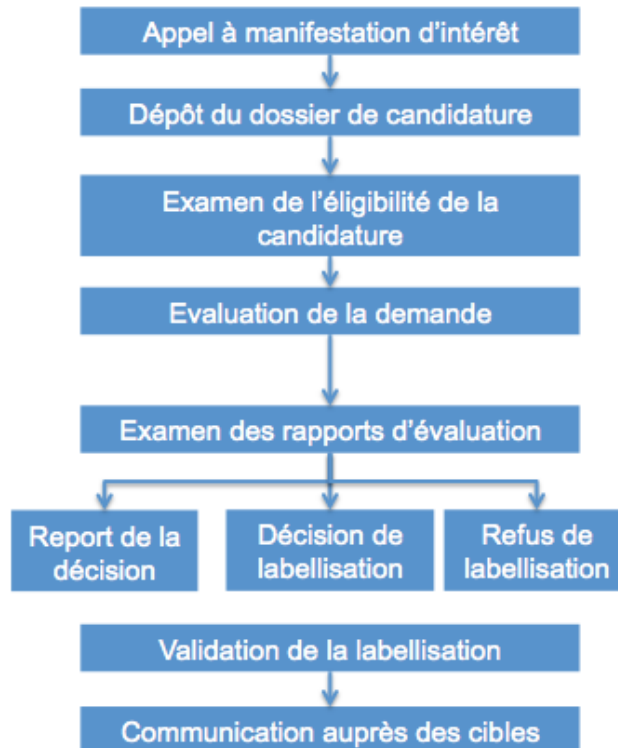 Appel à manifestation d'intérêt
Dépôt du dossier de candidature
Examen de l'éligibilité de la
candidature
Evaluation de la demande
Examen des rapports d'évaluation
Report de la
décision
Décision de
labellisation
Refus de
labellisation
Validation de la labellisation
Communication auprès des cibles